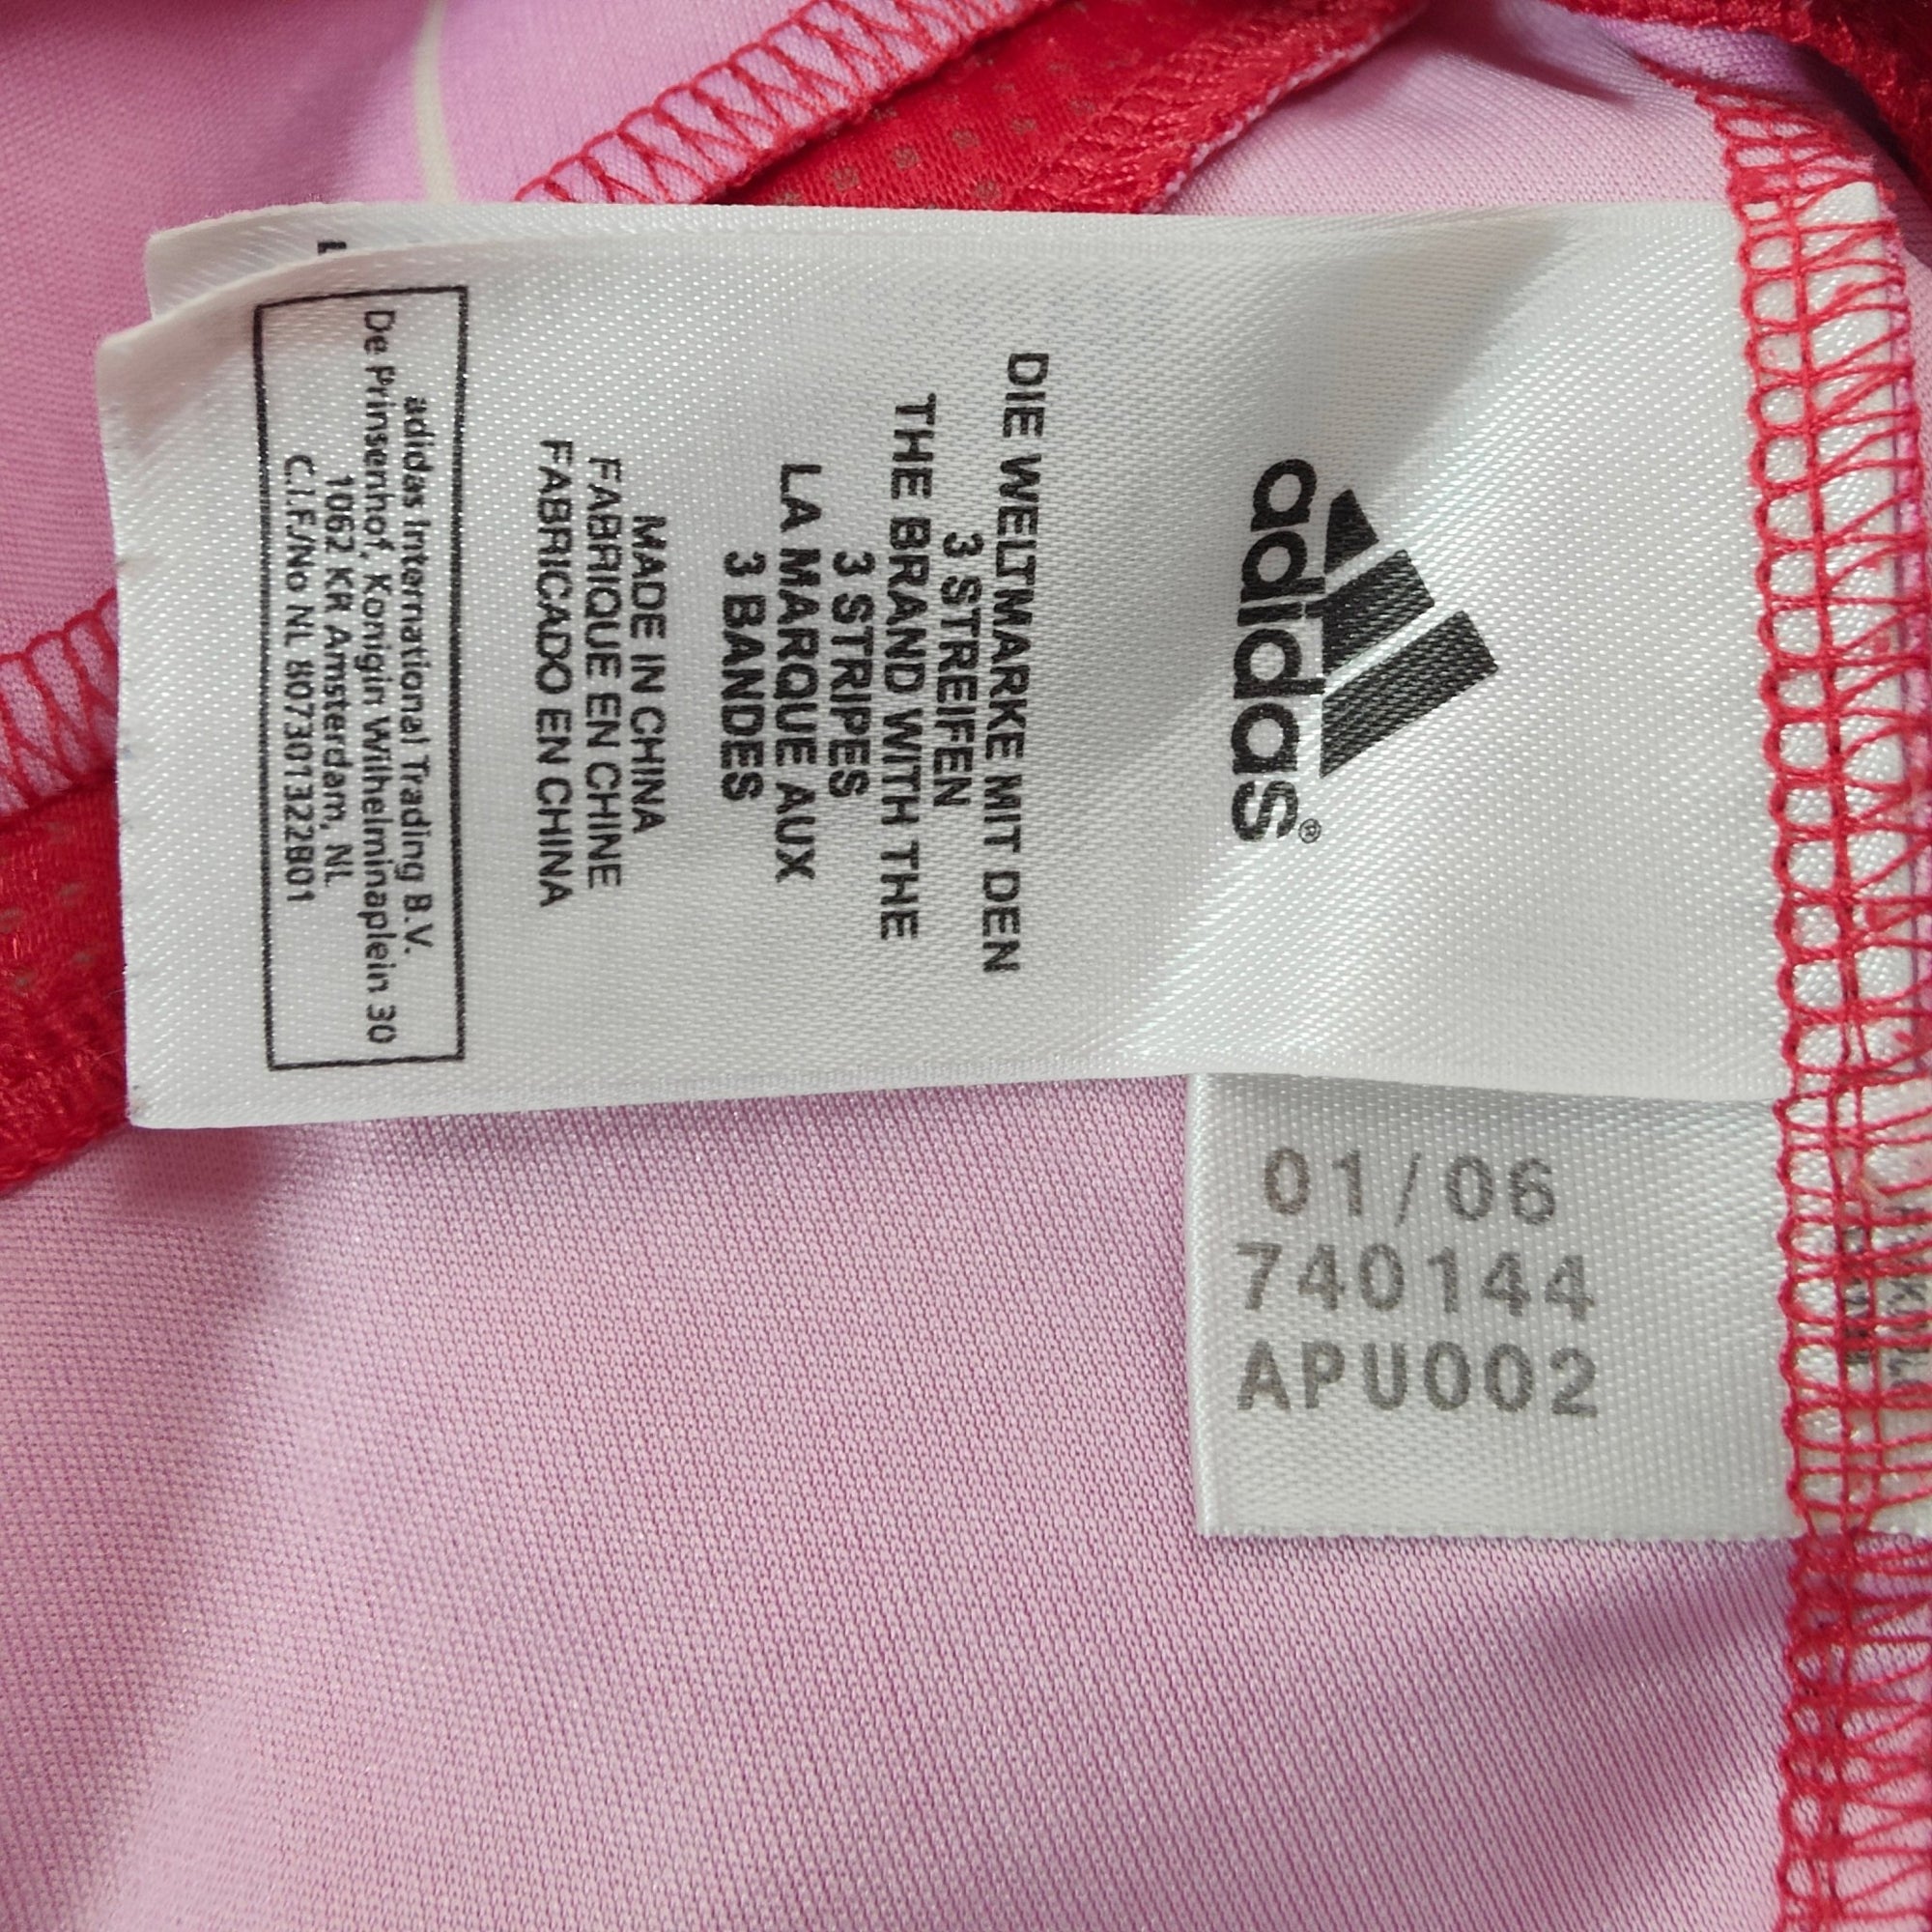 adidas®
DIE WELTMARKE MIT DEN
3 STREIFEN
THE BRAND WITH THE
3 STRIPES
LA MARQUE AUX
3 BANDES
MADE IN CHINA
FABRIQUE EN CHINE
FABRICADO EN CHINA
adidas International Trading B.V.
De Prinsenhof, Konigin Wilhelminaplein 30
1062 KR Amsterdam, NL
C.I.F./No NL 807301322B01
01/06
740144
APU002